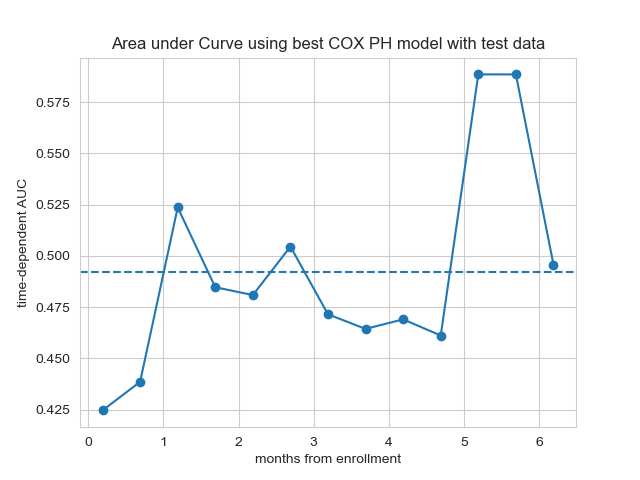 Area under Curve using best COX PH model with test data
time-dependent AUC
0.575
0.550
0.525
0.500
0.475
0.450
0.425
0 1 2 3 4 5 6
months from enrollment